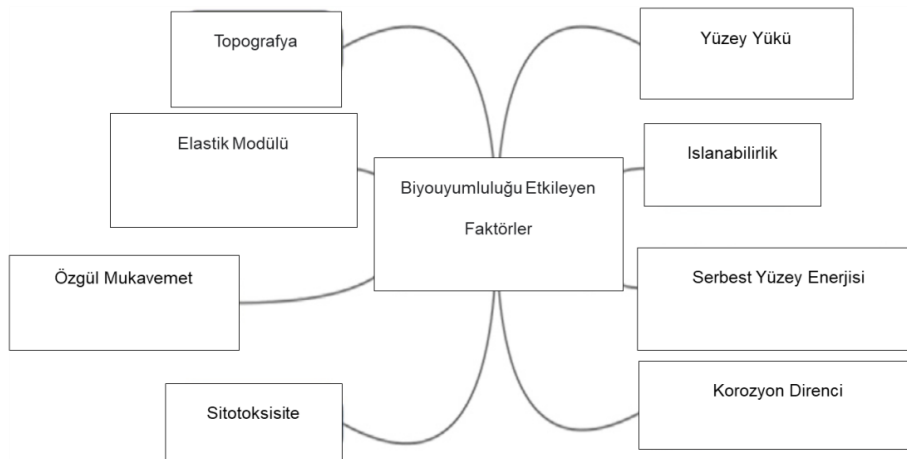 Topografya
Yüzey Yükü
Elastik Modülü
Islanabilirlik
Biyouyumluluğu Etkileyen
Faktörler
Özgül Mukavemet
Serbest Yüzey Enerjisi
Sitotoksisite
Korozyon Direnci